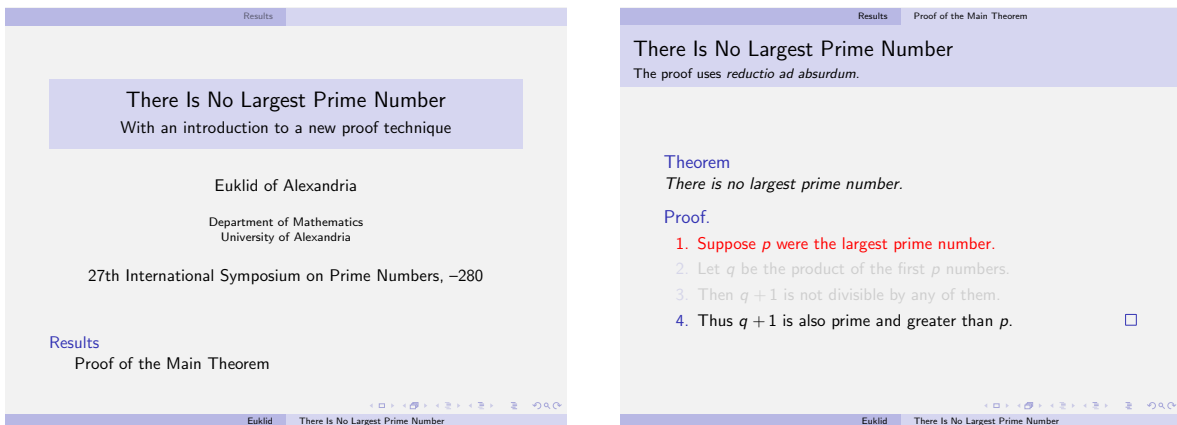 Results
There Is No Largest Prime Number
With an introduction to a new proof technique
Euklid of Alexandria
Department of Mathematics
University of Alexandria
27th International Symposium on Prime Numbers, –280
Results
Proof of the Main Theorem
Euklid There Is No Largest Prime Number
Results Proof of the Main Theorem
There Is No Largest Prime Number
The proof uses reductio ad absurdum.
Theorem
There is no largest prime number.
Proof.
1. Suppose p were the largest prime number.
2. Let q be the product of the first p numbers.
3. Then q + 1 is not divisible by any of them.
4. Thus q + 1 is also prime and greater than p.
Euklid There Is No Largest Prime Number